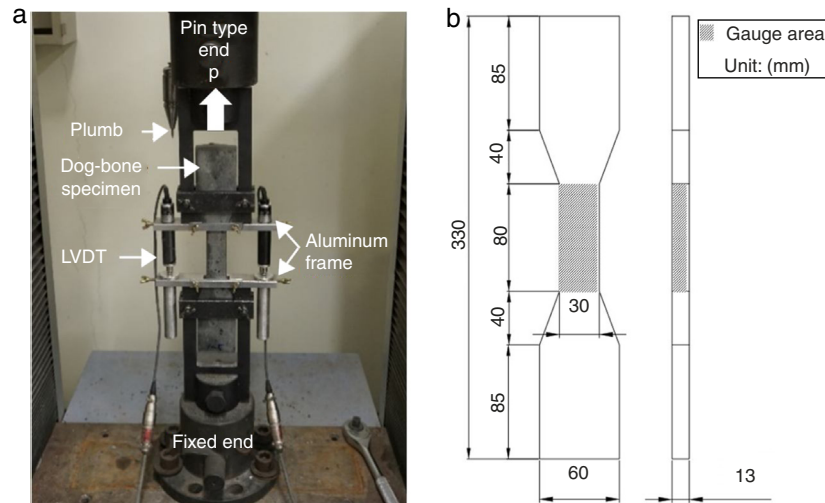 a
Pin type
end
p
Plumb
Dog-bone
specimen
LVDT
Aluminum
frame
Fixed end
b
Gauge area
Unit: (mm)
85
40
330
80
30
40
85
60
13